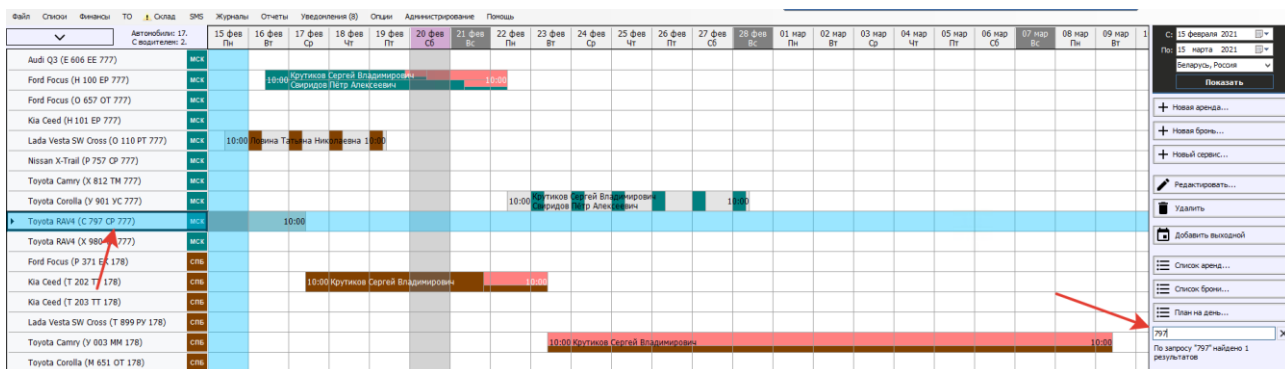 Файл Списки Финансы ТО Склад SMS Журналы Отчеты Уведомления (8) Опции Администрирование Помощь
Автомобили: 17.
С водителем: 2.
15 фев 16 фев 17 фев 18 фев 19 фев 20 фев 21 фев 22 фев 23 фев 24 фев 25 фев 26 фев 27 фев 28 фев 01 мар 02 мар 03 мар 04 мар 05 мар 06 мар 07 мар 08 мар 09 мар 1
Пн Вт Ср Чт Пт Сб Вс Пн Вт Ср Чт Пт Сб Вс Пн Вт Ср Чт Пт Сб Вс Пн Вт
Audi Q3 (Е 606 ЕЕ 777) МСК
Ford Focus (Н 100 ЕР 777) МСК 10:00 Крутиков Сергей Владимирович 10:00
Свиридов Пётр Алексеевич
Ford Focus (О 657 ОТ 777) МСК
Kia Ceed (Н 101 ЕР 777) МСК
Lada Vesta SW Cross (О 110 РТ 777) МСК 10:00 Ловина Татьяна Николаевна 10:00
Nissan X-Trail (Р 757 СР 777) МСК
Toyota Camry (Х 812 ТМ 777) МСК
Toyota Corolla (У 901 УС 777) МСК 10:00 Крутиков Сергей Владимирович 10:00
Свиридов Пётр Алексеевич
Toyota RAV4 (С 797 СР 777) МСК 10:00
Toyota RAV4 (Х 980 777) МСК
Ford Focus (Р 371 ЕХ 178) СПБ
Kia Ceed (Т 202 ТТ 178) СПБ 10:00 Крутиков Сергей Владимирович 10:00
Kia Ceed (Т 203 ТТ 178) СПБ
Lada Vesta SW Cross (Т 899 РУ 178) СПБ
Toyota Camry (У 003 ММ 178) СПБ 10:00 Крутиков Сергей Владимирович 10:00
Toyota Corolla (М 651 ОТ 178) СПБ
С: 15 февраля 2021
По: 15 марта 2021
Беларусь, Россия
Показать
Новая аренда...
Новая бронь...
Новый сервис...
Редактировать...
Удалить
Добавить выходной
Список аренд...
Список брони...
План на день...
797
По запросу "797" найдено 1
результатов